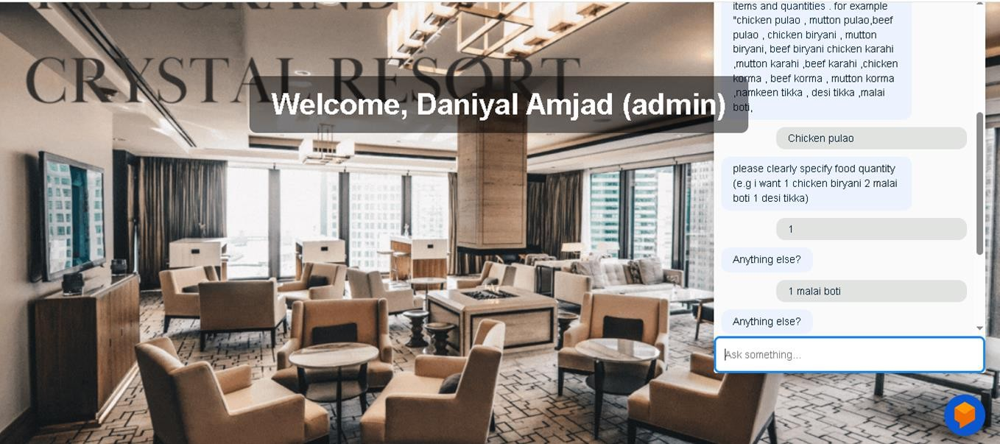 THE GRAND
CRYSTAL RESORT
Welcome, Daniyal Amjad (admin)
items and quantities . for example
"chicken pulao , mutton pulao,beef
pulao , chicken biryani , mutton
biryani, beef biryani chicken karahi
,mutton karahi ,beef karahi ,chicken
korma , beef korma , mutton korma
,namkeen tikka , desi tikka ,malai
boti,
Chicken pulao
please clearly specify food quantity
(e.g i want 1 chicken biryani 2 malai
boti 1 desi tikka)
1
Anything else?
1 malai boti
Anything else?
Ask something...